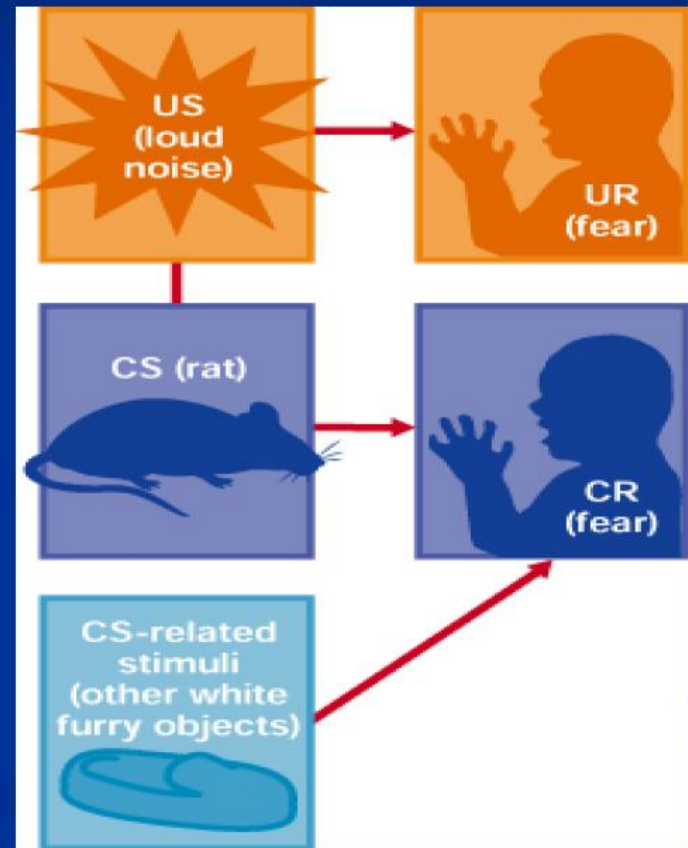 US
(loud
noise)
UR
(fear)
CS (rat)
CR
(fear)
CS-related
stimuli
(other white
furry objects)